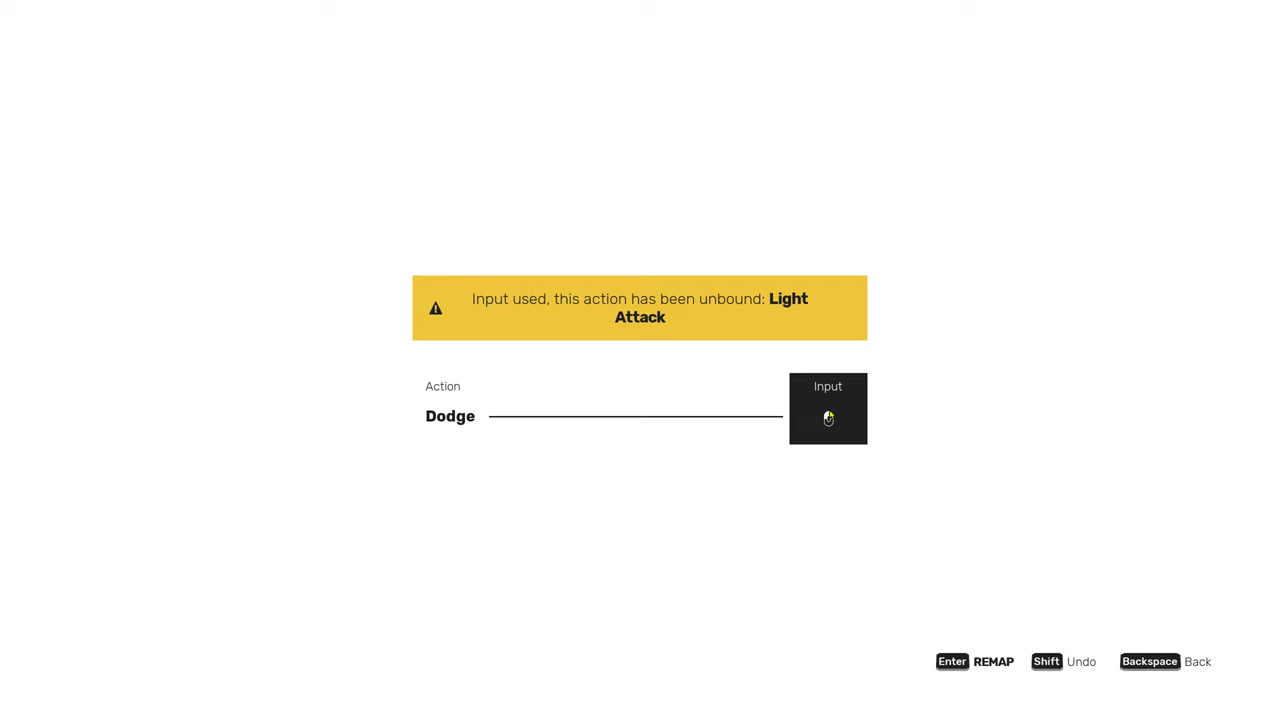 Input used, this action has been unbound: Light
Attack
Action
Input
Dodge
Enter REMAP Shift Undo Backspace Back